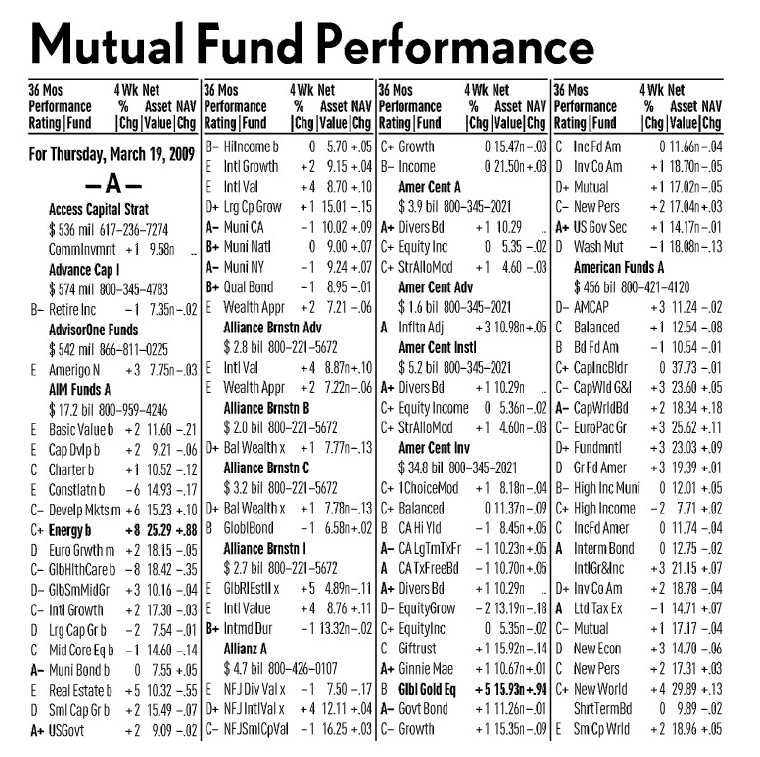 Mutual Fund Performance
36 Mos 4 Wk Net
Performance % Asset NAV
Rating|Fund |Chg |Value|Chg
For Thursday, March 19, 2009
—A—
Access Capital Strat
$ 536 mil 617–236–7274
CommInvmnt +1 9.58n ..
Advance Cap I
$ 574 mil 800–345–4783
B– Retire Inc –1 7.35n –.02
AdvisorOne Funds
$ 542 mil 866–811–0225
E Amerigo N +3 7.75n –.03
AIM Funds A
$ 17.2 bil 800–959–4246
E Basic Value b +2 11.60 –.21
E Cap Dvlp b +2 9.21 –.06
C Charter b +1 10.52 –.12
E Constlatn b –6 14.93 –.17
C– Develp Mktsm +6 15.23 +.10
C+ Energy b +8 25.29 +.88
D Euro Grwth m +2 18.15 –.05
C– GlbHlthCare b –8 18.42 –.35
D– GlbSmMidGr +3 10.16 –.04
C– Intl Growth +2 17.30 –.03
D Lrg Cap Gr b –2 7.54 –.01
C Mid Core Eq b –1 14.60 –.14
A– Muni Bond b 0 7.55 +.05
E Real Estate b +5 10.32 –.55
D Sml Cap Gr b +2 15.49 –.07
A+ USGovt +2 9.09 –.02
36 Mos 4 Wk Net
Performance % Asset NAV
Rating|Fund |Chg |Value|Chg
B– HiIncome b 0 5.70 +.05
E Intl Growth +2 9.15 +.04
E Intl Val +4 8.70 +.10
D+ Lrg Cp Grow +1 15.01 –.15
A– Muni CA –1 10.02 +.09
B+ Muni Natl 0 9.00 +.07
A– Muni NY –1 9.24 +.07
B+ Qual Bond –1 8.95 –.01
E Wealth Appr +2 7.21 –.06
Alliance Brnstn Adv
$ 2.8 bil 800–221–5672
E Intl Val +4 8.87n +.10
E Wealth Appr +2 7.22n –.06
Alliance Brnstn B
$ 2.0 bil 800–221–5672
D+ Bal Wealth x +1 7.77n –.13
Alliance Brnstn C
$ 3.2 bil 800–221–5672
D+ Bal Wealth x +1 7.78n –.13
B GloblBond –1 6.58n +.02
Alliance Brnstn I
$ 2.7 bil 800–221–5672
E GlbREstII x +5 4.89n –.11
E Intl Value +4 8.76 +.11
B+ IntmdDur –1 13.32n –.02
Allianz A
$ 4.7 bil 800–426–0107
E NFJ Div Val x –1 7.50 –.17
D+ NFJ IntlVal x +4 12.11 +.04
C– NFJSmlCpVal –1 16.25 +.03
36 Mos 4 Wk Net
Performance % Asset NAV
Rating|Fund |Chg |Value|Chg
C+ Growth 0 15.47n –.03
B– Income 0 21.50n +.03
Amer Cent A
$ 3.9 bil 800–345–2021
A+ Divers Bd +1 10.29 ..
C+ Equity Inc 0 5.35 –.02
C+ StrAlloMcd +1 4.60 –.03
Amer Cent Adv
$ 1.6 bil 800–345–2021
A Infltn Adj +3 10.98n +.05
Amer Cent Instl
$ 5.2 bil 800–345–2021
A+ Divers Bd +1 10.29n ..
C+ Equity Income 0 5.36n –.02
C+ StrAlloMcd +1 4.60n –.03
Amer Cent Inv
$ 34.8 bil 800–345–2021
C+ 1ChoiceMod +1 8.18n –.04
C+ Balanced 0 11.37n –.09
B CA Hi Yld –1 8.45n +.05
A– CA LgTmTxFr –1 10.23n +.05
A CA TxFreeBd –1 10.70n +.05
A+ Divers Bd +1 10.29n ..
D– EquityGrow –2 13.19n –.18
C+ EquityInc 0 5.35n –.02
C Giftrust +1 15.92n –.14
A+ Ginnie Mae +1 10.67n +.01
B Glbl Gold Eq +5 15.93n +.94
A– Govt Bond +1 11.26n –.01
C– Growth +1 15.35n –.09
36 Mos 4 Wk Net
Performance % Asset NAV
Rating|Fund |Chg |Value|Chg
C IncFd Am 0 11.66n –.04
D InvCo Am +1 18.70n –.05
D+ Mutual +1 17.02n –.05
C– New Pers +2 17.04n +.03
A+ US Gov Sec +1 14.17n –.01
D Wash Mut –1 18.08n –.13
American Funds A
$ 456 bil 800–421–4120
D– AMCAP +3 11.24 –.02
C Balanced +1 12.54 –.08
B Bd Fd Am –1 10.54 –.01
C+ CapIncBldr 0 37.73 –.01
C– CapWld G&I +3 23.60 +.05
A– CapWrldBd +2 18.34 +.18
C– EuroPac Gr +3 25.62 +.11
D+ Fundmntl +3 23.03 +.09
D Gr Fd Amer +3 19.39 +.01
B– High Inc Muni 0 12.01 +.05
C+ High Income –2 7.71 +.02
C IncFd Amer 0 11.74 –.04
A Interm Bond 0 12.75 –.02
IntlGr&Inc +3 21.15 +.07
D+ InvCo Am +2 18.78 –.04
A Ltd Tax Ex –1 14.71 +.07
C– Mutual +1 17.17 –.04
D New Econ +3 14.70 –.06
C New Pers +2 17.31 +.03
C+ New World +4 29.89 +.13
ShrtTermBd 0 9.89 –.02
E SmCp Wrld +2 18.96 +.05